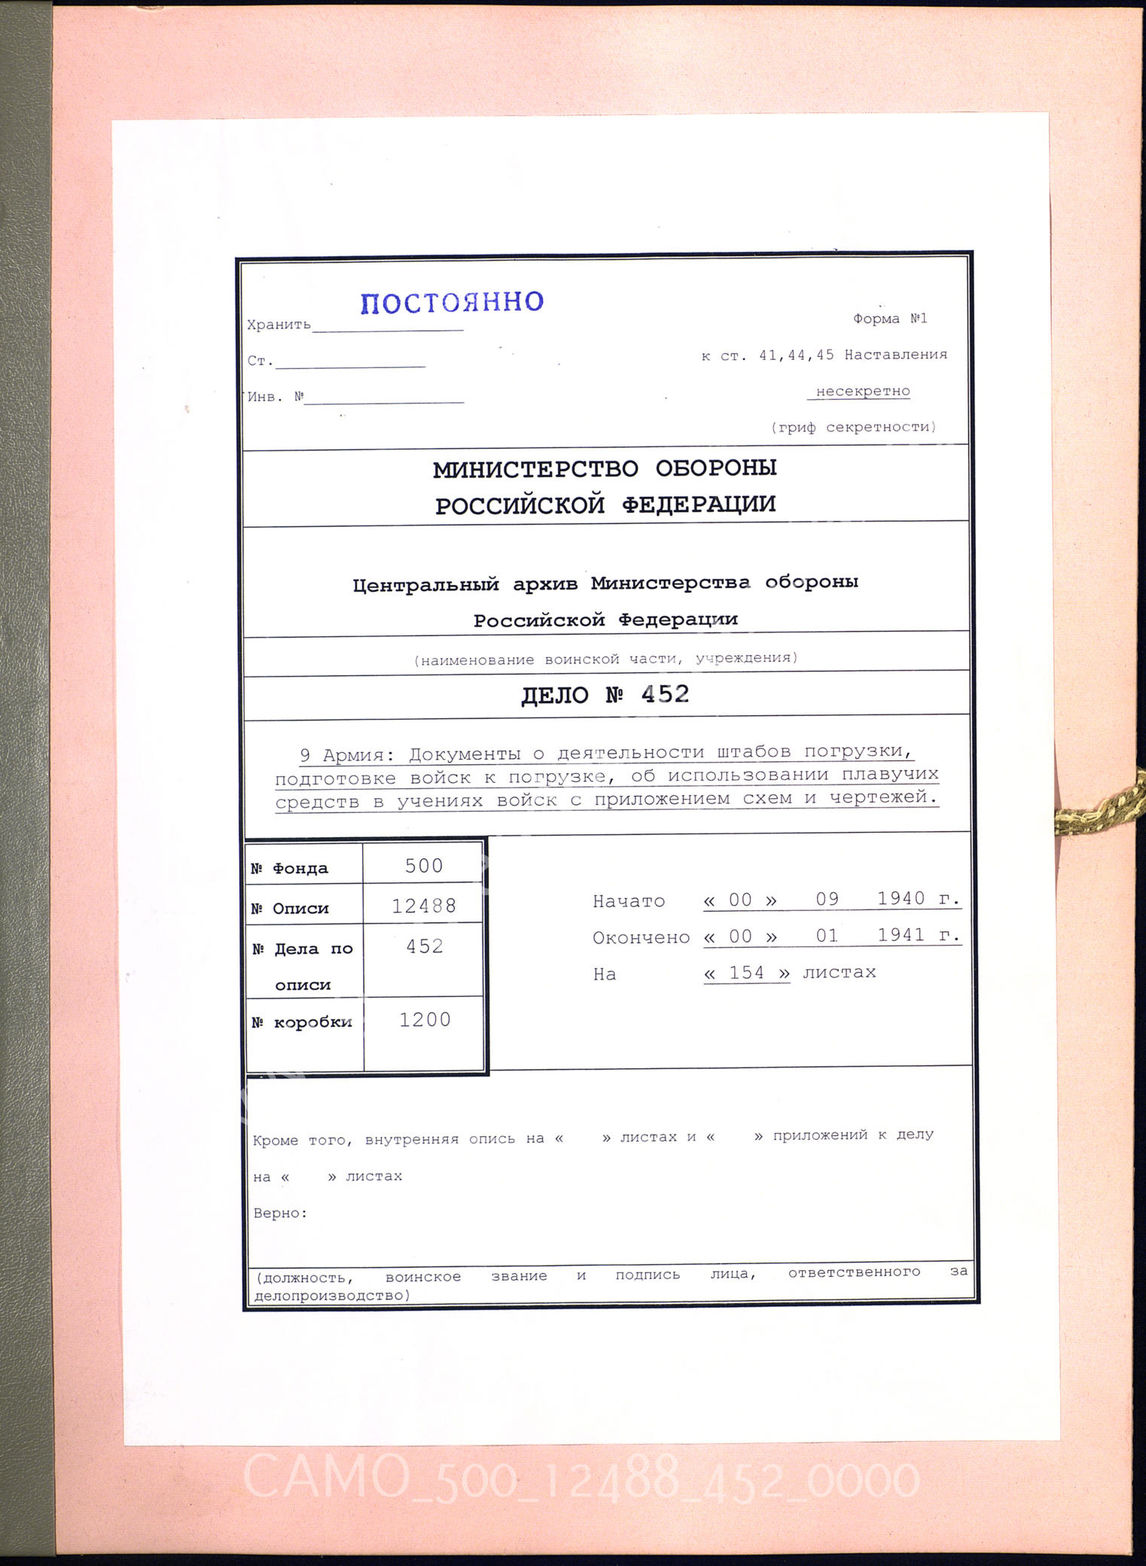 ПОСТОЯННО
Хранить
Форма №1
Ст.
к ст. 41,44,45 Наставления
Инв. №
несекретно
(гриф секретности)
МИНИСТЕРСТВО ОБОРОНЫ
РОССИЙСКОЙ ФЕДЕРАЦИИ
Центральный архив Министерства обороны
Российской Федерации
(наименование воинской части, учреждения)
ДЕЛО № 452
9 Армия: Документы о деятельности штабов погрузки,
подготовке войск к погрузке, об использовании плавучих
средств в учениях войск с приложением схем и чертежей.
№ Фонда 500
№ Описи 12488
№ Дела по 452
описи
№ коробки 1200
Начато « 00 » 09 1940 г.
Окончено « 00 » 01 1941 г.
На « 154 » листах
Кроме того, внутренняя опись на « » листах и « » приложений к делу
на « » листах
Верно:
(должность, воинское звание и подпись лица, ответственного за
делопроизводство)
CAMO_500_12488_452_0000